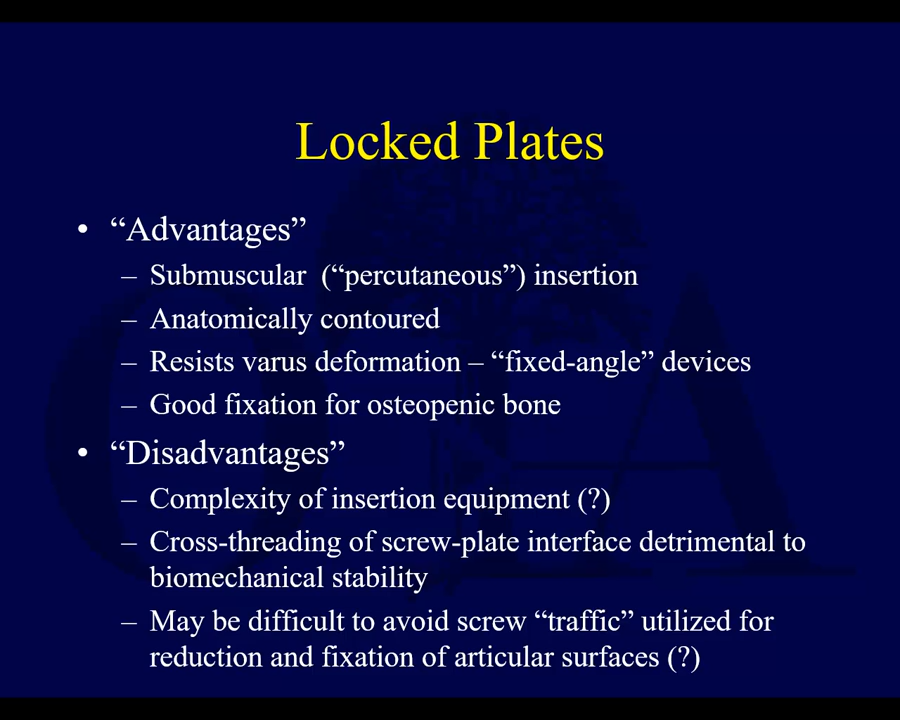 Locked Plates
• “Advantages”
– Submuscular (“percutaneous”) insertion
– Anatomically contoured
– Resists varus deformation – “fixed-angle” devices
– Good fixation for osteopenic bone
• “Disadvantages”
– Complexity of insertion equipment (?)
– Cross-threading of screw-plate interface detrimental to
biomechanical stability
– May be difficult to avoid screw “traffic” utilized for
reduction and fixation of articular surfaces (?)